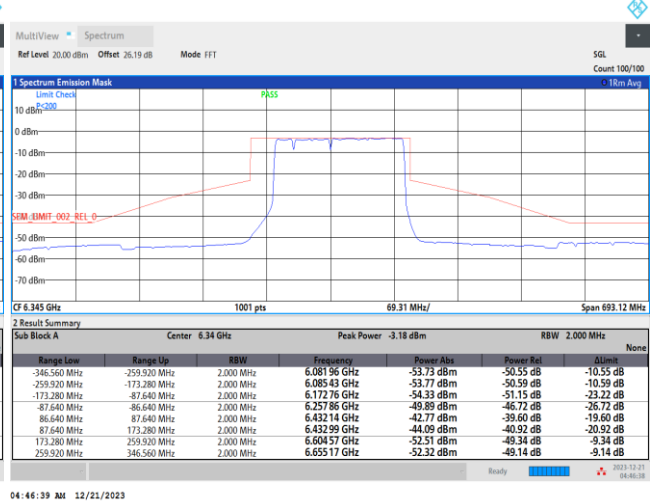 MultiView Spectrum
Ref Level 20.00 dBm Offset 26.19 dB Mode FFT SGL
Count 100/100
1 Spectrum Emission Mask 1Rm Avg
Limit Check PASS
P<200
10 dBm
0 dBm
-10 dBm
-20 dBm
-30 dBm
SEM_LIMIT_002_REL_0
-50 dBm
-60 dBm
-70 dBm
CF 6.345 GHz 1001 pts 69.31 MHz/ Span 693.12 MHz
2 Result Summary
Sub Block A Center 6.34 GHz Peak Power -3.18 dBm RBW 2.000 MHz
None
Range Low Range Up RBW Frequency Power Abs Power Rel ΔLimit
-346.560 MHz -259.920 MHz 2.000 MHz 6.081 96 GHz -53.73 dBm -50.55 dB -10.55 dB
-259.920 MHz -173.280 MHz 2.000 MHz 6.085 43 GHz -53.77 dBm -50.59 dB -10.59 dB
-173.280 MHz -87.640 MHz 2.000 MHz 6.172 76 GHz -54.33 dBm -51.15 dB -23.22 dB
-87.640 MHz -86.640 MHz 2.000 MHz 6.257 86 GHz -49.89 dBm -46.72 dB -26.72 dB
86.640 MHz 87.640 MHz 2.000 MHz 6.432 14 GHz -42.77 dBm -39.60 dB -19.60 dB
87.640 MHz 173.280 MHz 2.000 MHz 6.432 99 GHz -44.09 dBm -40.92 dB -20.92 dB
173.280 MHz 259.920 MHz 2.000 MHz 6.604 57 GHz -52.51 dBm -49.34 dB -9.34 dB
259.920 MHz 346.560 MHz 2.000 MHz 6.655 17 GHz -52.32 dBm -49.14 dB -9.14 dB
Ready 2023-12-21
04:46:38
04:46:39 AM 12/21/2023